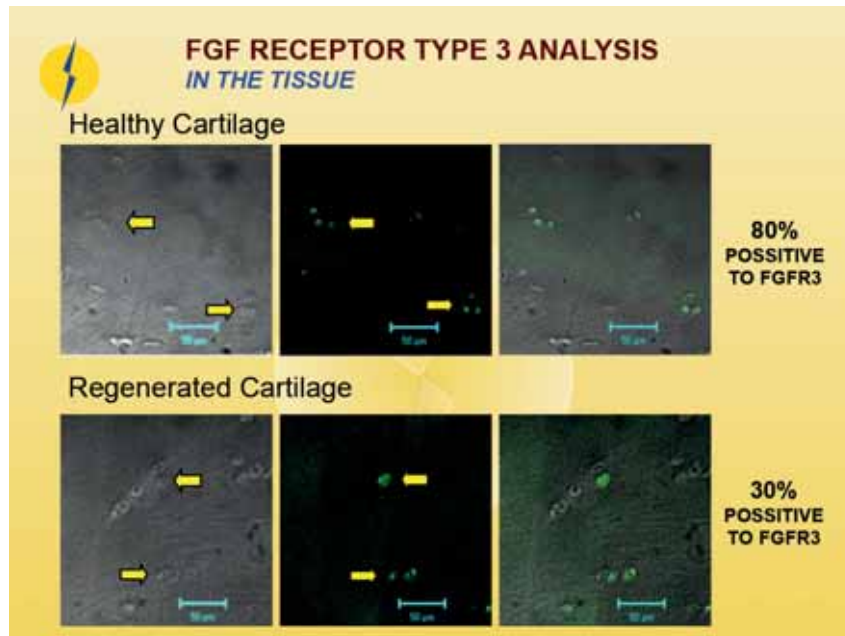 FGF RECEPTOR TYPE 3 ANALYSIS
IN THE TISSUE
Healthy Cartilage
80%
POSSITIVE
TO FGFR3
Regenerated Cartilage
30%
POSSITIVE
TO FGFR3